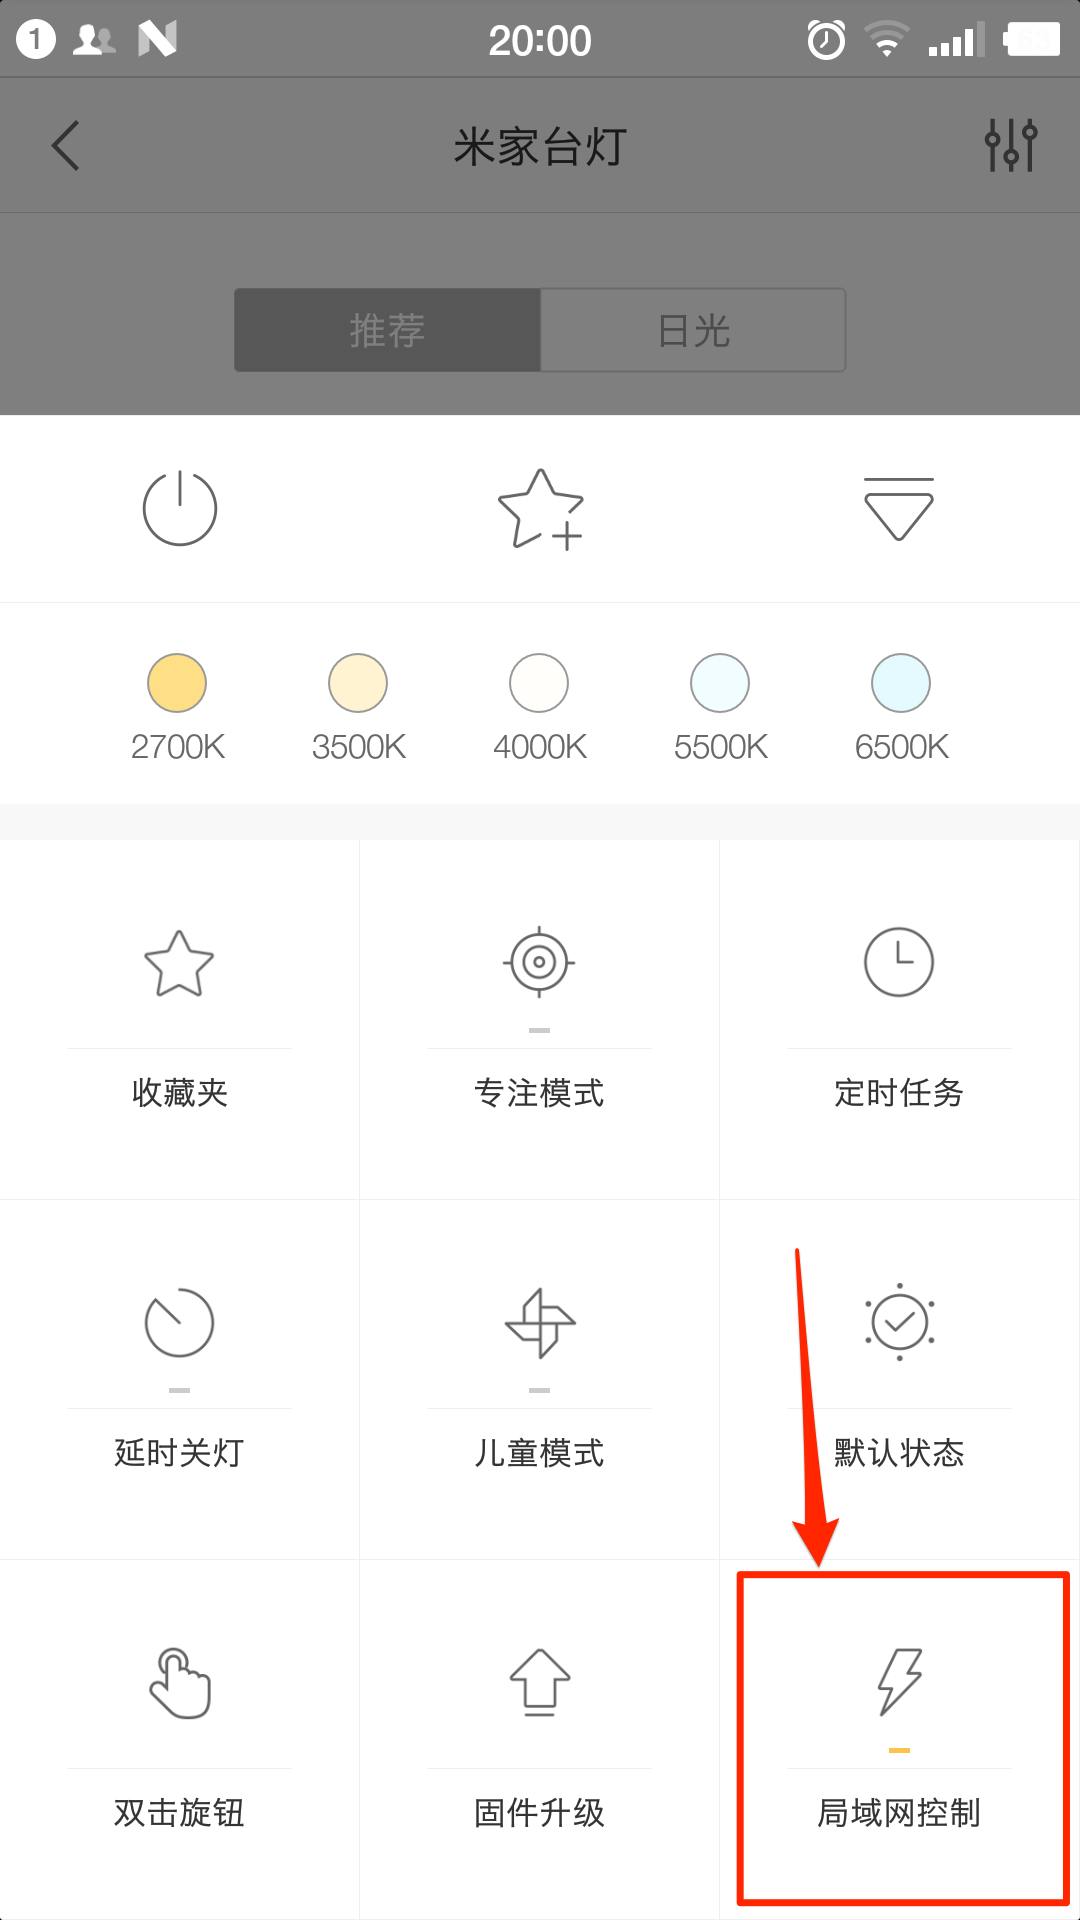 1 20:00 63
米家台灯
推荐 日光
2700K 3500K 4000K 5500K 6500K
收藏夹 专注模式 定时任务
延时关灯 儿童模式 默认状态
双击旋钮 固件升级 局域网控制